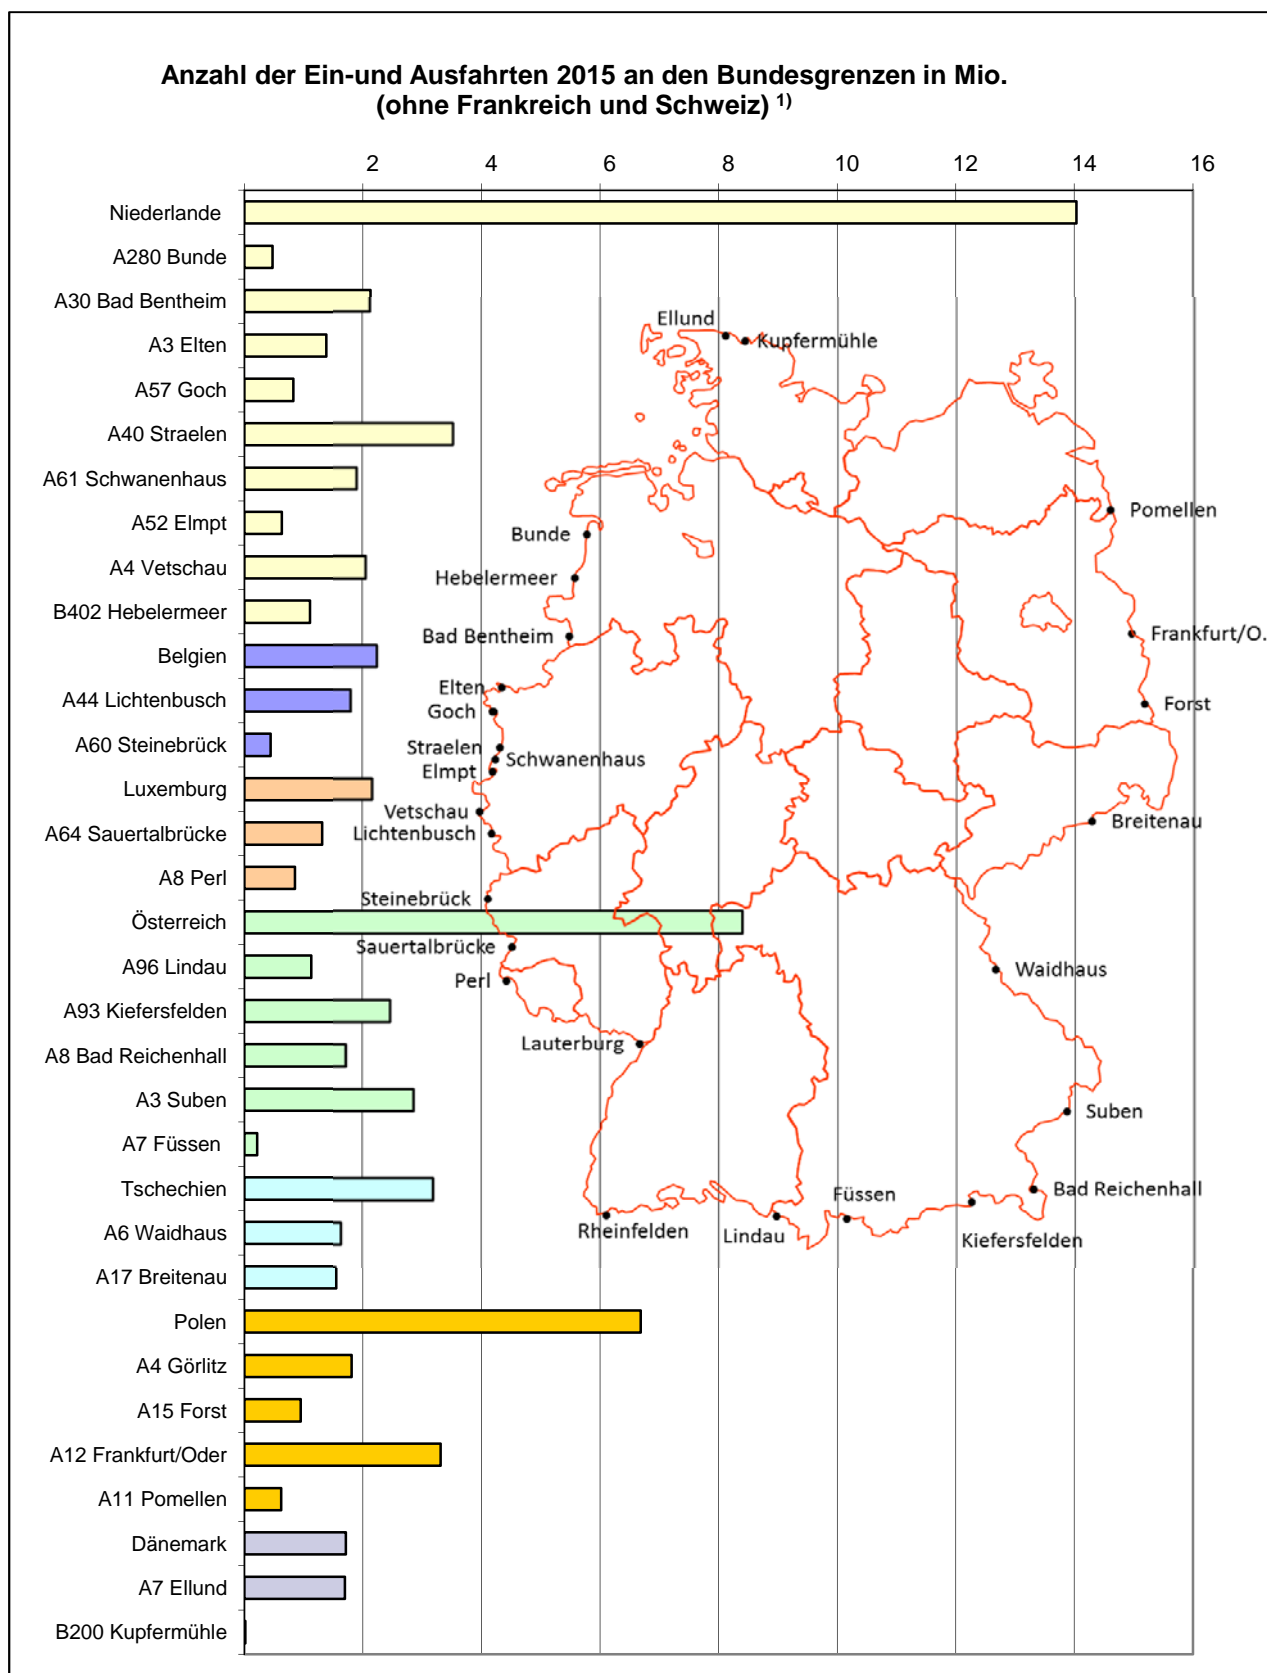 Anzahl der Ein-und Ausfahrten 2015 an den Bundesgrenzen in Mio.
(ohne Frankreich und Schweiz) 1)
2 4 6 8 10 12 14 16
Niederlande
A280 Bunde
A30 Bad Bentheim
A3 Elten
A57 Goch
A40 Straelen
A61 Schwanenhaus
A52 Elmpt
A4 Vetschau
B402 Hebelermeer
Belgien
A44 Lichtenbusch
A60 Steinebrück
Luxemburg
A64 Sauertalbrücke
A8 Perl
Österreich
A96 Lindau
A93 Kiefersfelden
A8 Bad Reichenhall
A3 Suben
A7 Füssen
Tschechien
A6 Waidhaus
A17 Breitenau
Polen
A4 Görlitz
A15 Forst
A12 Frankfurt/Oder
A11 Pomellen
Dänemark
A7 Ellund
B200 Kupfermühle
Ellund
Kupfermühle
Pomellen
Bunde
Hebelermeer
Bad Bentheim
Frankfurt/O.
Elten
Goch
Forst
Straelen
Schwanenhaus
Elmpt
Vetschau
Lichtenbusch
Breitenau
Steinebrück
Sauertalbrücke
Waidhaus
Perl
Lauterburg
Suben
Bad Reichenhall
Füssen
Rheinfelden
Lindau
Kiefersfelden